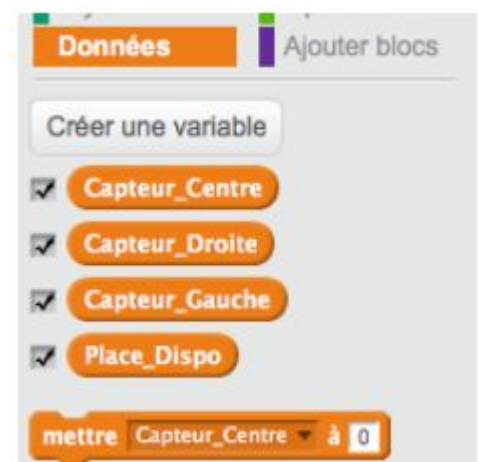 Données
Ajouter blocs
Créer une variable
Capteur_Centre
Capteur_Droite
Capteur_Gauche
Place_Dispo
mettre Capteur_Centre à 0